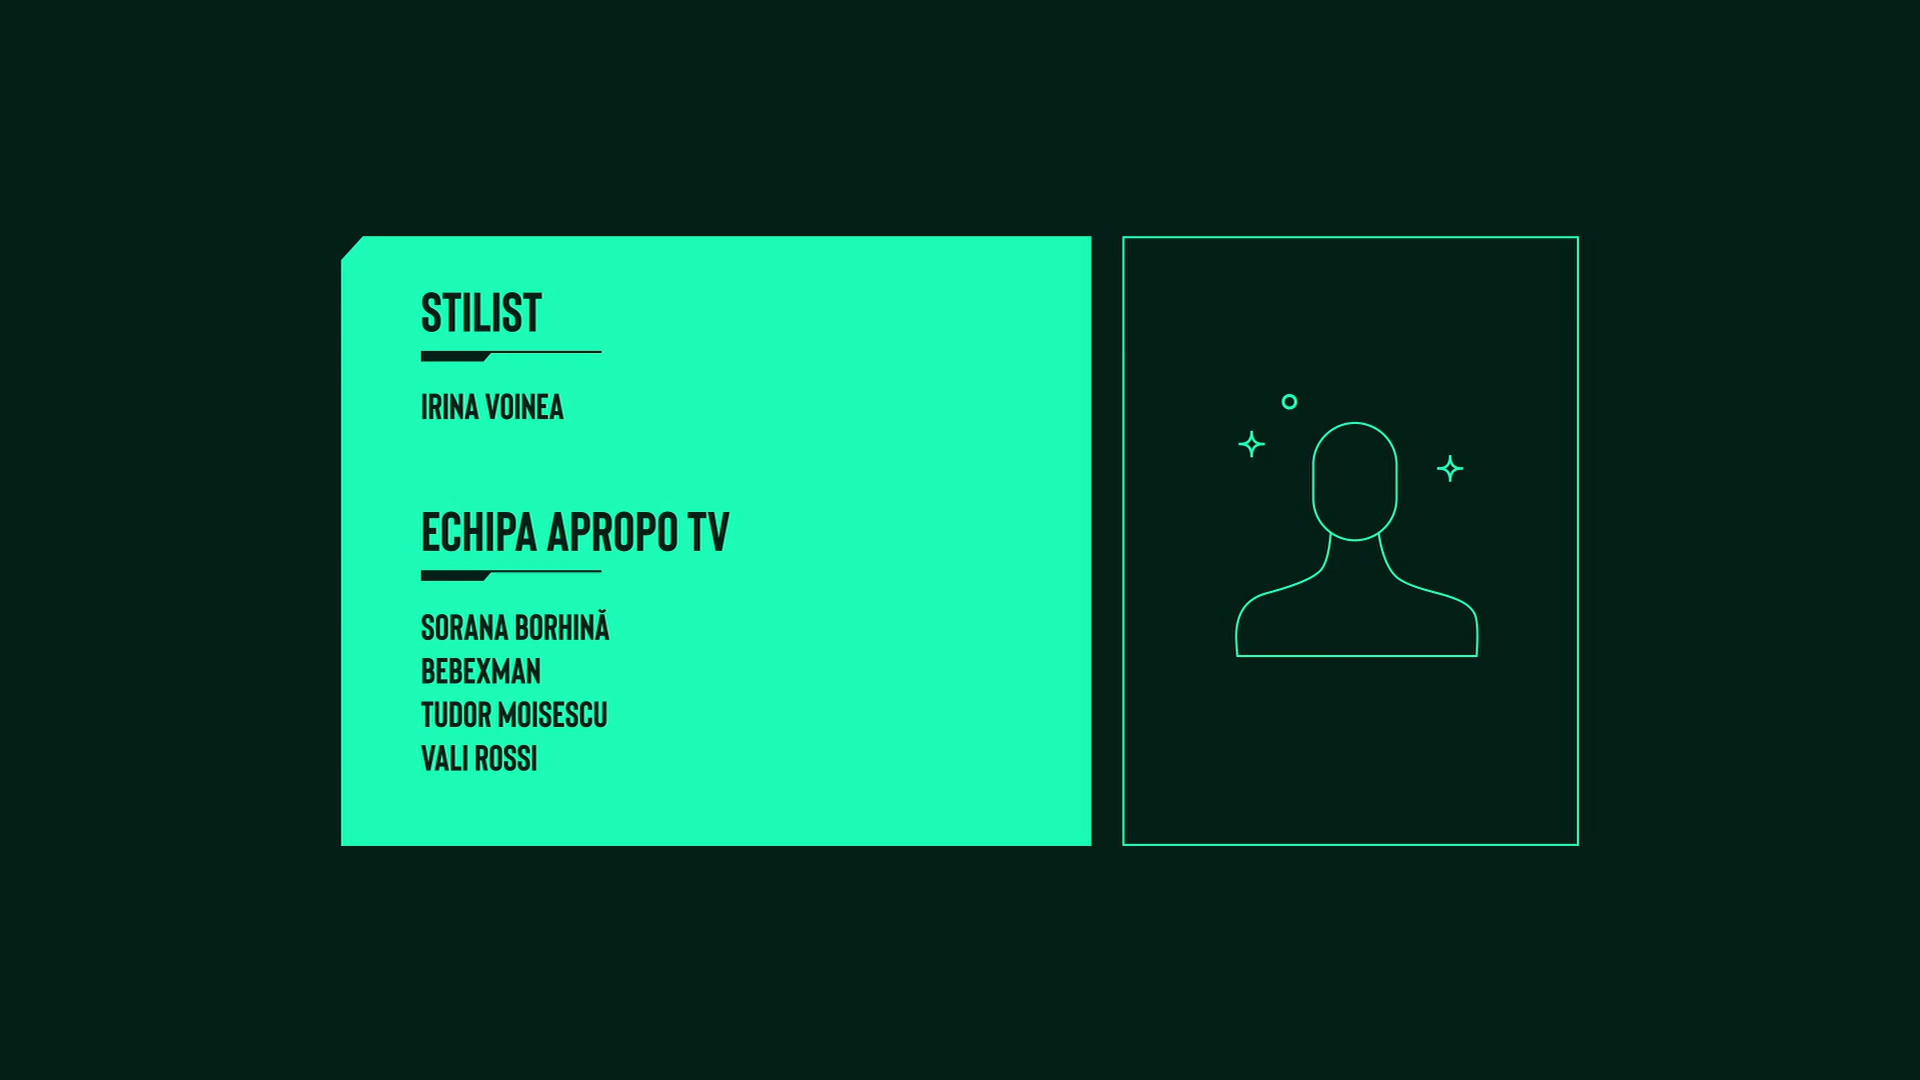 STILIST
IRINA VOINEA
ECHIPA APROPO TV
SORANA BORHINĂ
BEBEXMAN
TUDOR MOISESCU
VALI ROSSI